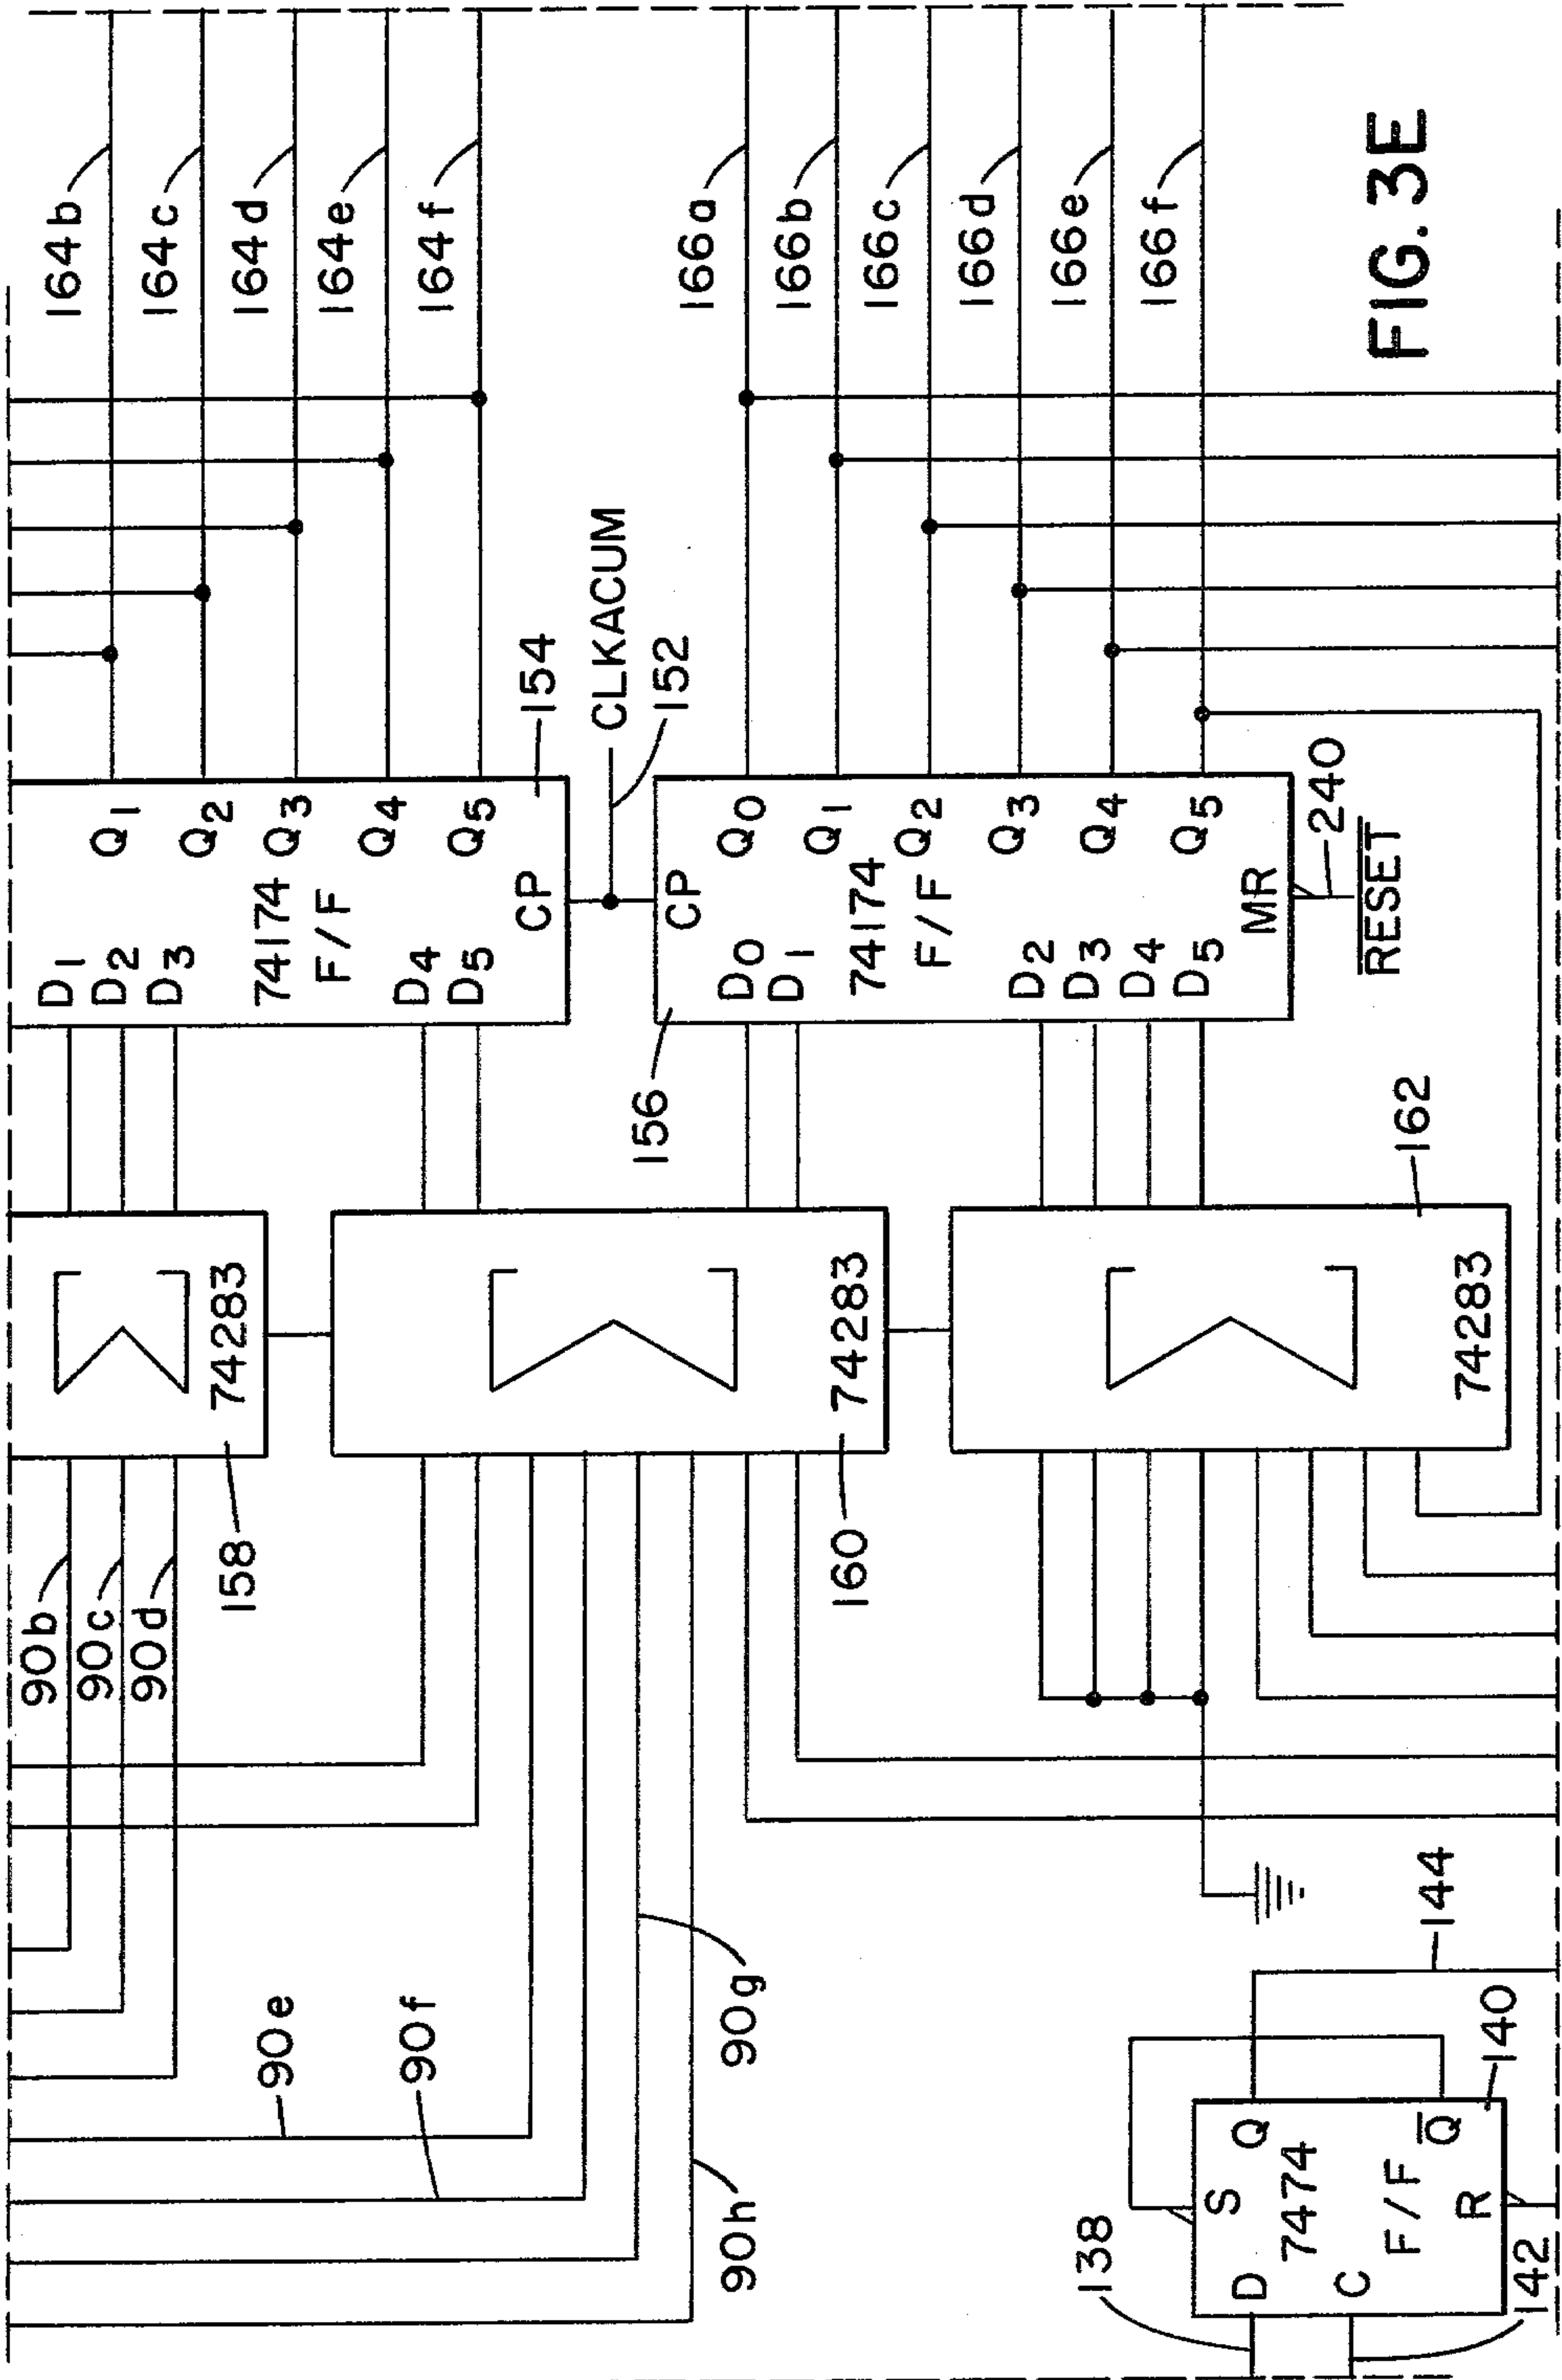 164b
164c
164d
164e
164f
166a
166b
166c
166d
166e
166f
FIG. 3E
D1
D2
D3
74174
F/F
D4
D5
Q1
Q2
Q3
Q4
Q5
CP
154
CLKACUM
152
CP
D0
D1
74174
F/F
D2
D3
D4
D5
Q0
Q1
Q2
Q3
Q4
Q5
MR
156
240
RESET
74283
158
74283
160
74283
162
90b
90c
90d
90e
90f
90g
90h
138
D
S
Q
7474
C
F/F
R
Q
140
142
144